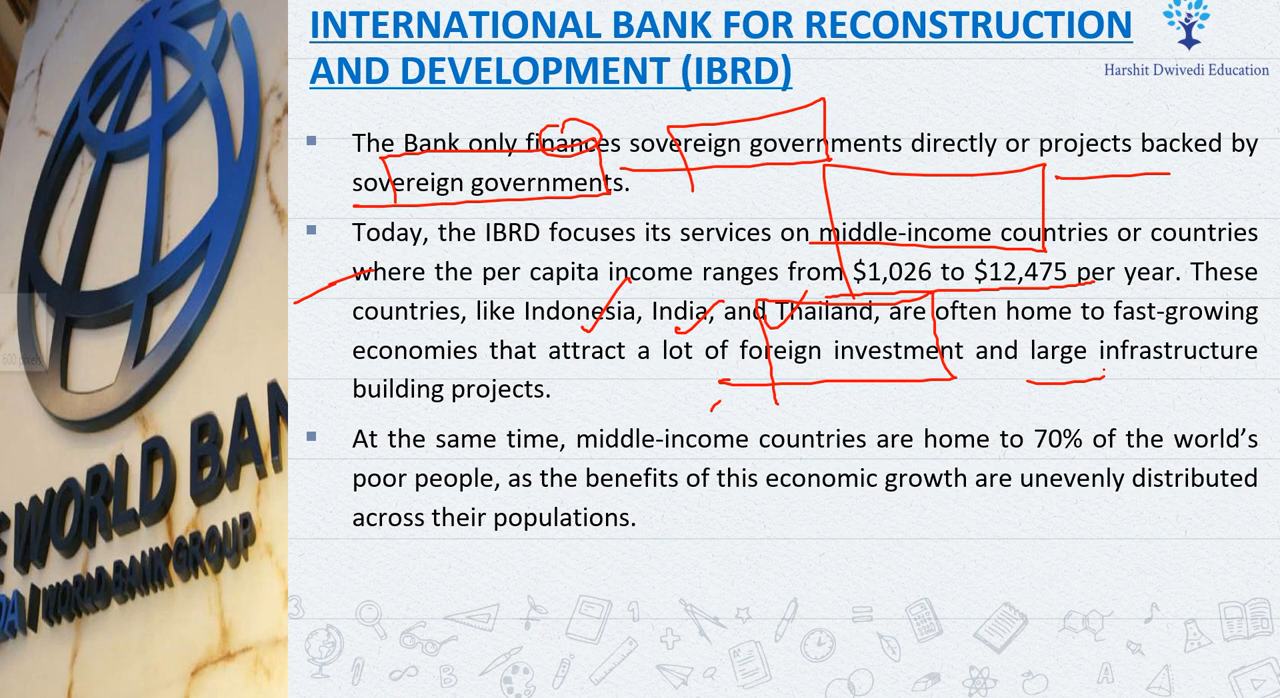 INTERNATIONAL BANK FOR RECONSTRUCTION
AND DEVELOPMENT (IBRD)
Harshit Dwivedi Education
The Bank only finances sovereign governments directly or projects backed by
sovereign governments.
Today, the IBRD focuses its services on middle-income countries or countries
where the per capita income ranges from $1,026 to $12,475 per year. These
countries, like Indonesia, India, and Thailand, are often home to fast-growing
economies that attract a lot of foreign investment and large infrastructure
building projects.
At the same time, middle-income countries are home to 70% of the world’s
poor people, as the benefits of this economic growth are unevenly distributed
across their populations.
WORLD BAN
DA | WORLD BANK GROUP